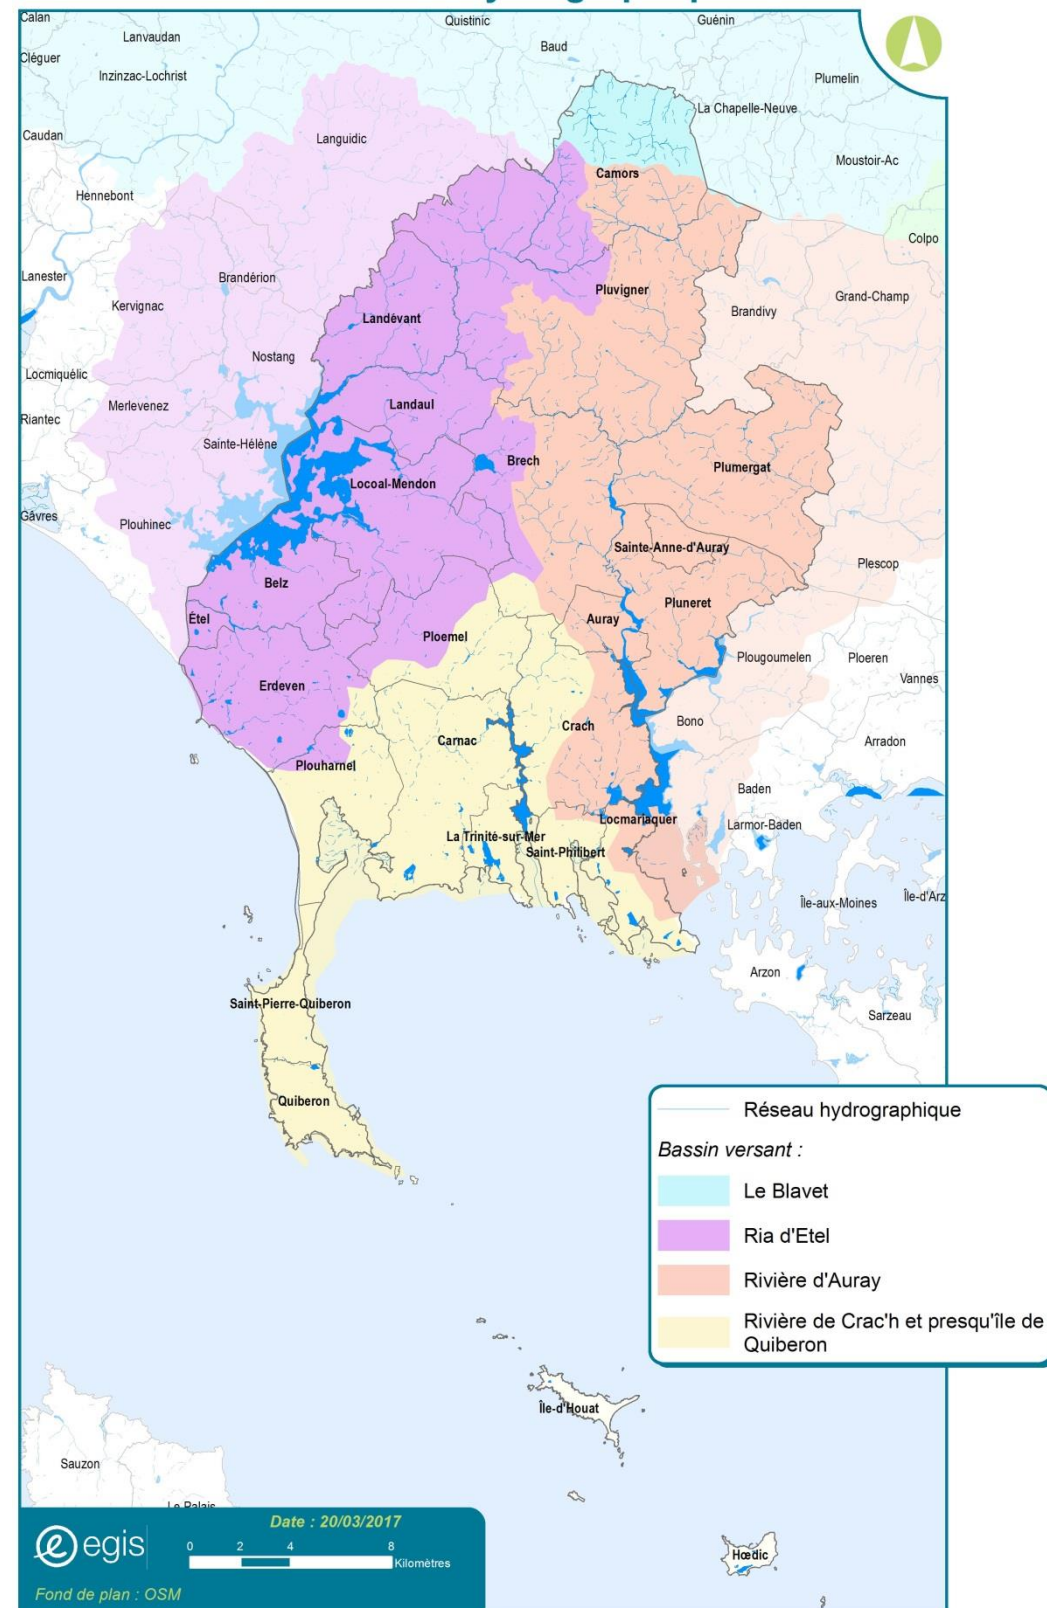 Calan
Quistinic
Guénin
Lanvaudan
Baud
Cléguer
Inzinzac-Lochrist
Plumelin
La Chapelle-Neuve
Caudan
Languidic
Moustoir-Ac
Camors
Hennebont
Colpo
Lanester
Brandérion
Pluvigner
Grand-Champ
Kervignac
Brandivy
Landévant
Nostang
Locmiquélic
Merlevenez
Landaul
Riantec
Sainte-Hélène
Brech
Plumergat
Locoal-Mendon
Gâvres
Plouhinec
Sainte-Anne-d'Auray
Plescop
Belz
Pluneret
Étel
Auray
Ploemel
Plougoumelen
Ploeren
Vannes
Erdeven
Bono
Crach
Carnac
Arradon
Plouharnel
Baden
Locmariaquer
Larmor-Baden
La Trinité-sur-Mer
Saint-Philibert
Île-aux-Moines
Île-d'Arz
Arzon
Saint-Pierre-Quiberon
Sarzeau
Quiberon
Réseau hydrographique
Bassin versant :
Le Blavet
Ria d'Etel
Rivière d'Auray
Rivière de Crac'h et presqu'île de
Quiberon
Île-d'Houat
Sauzon
Le Palais
Hœdic
egis
Date : 20/03/2017
0 2 4 8
Kilomètres
Fond de plan : OSM